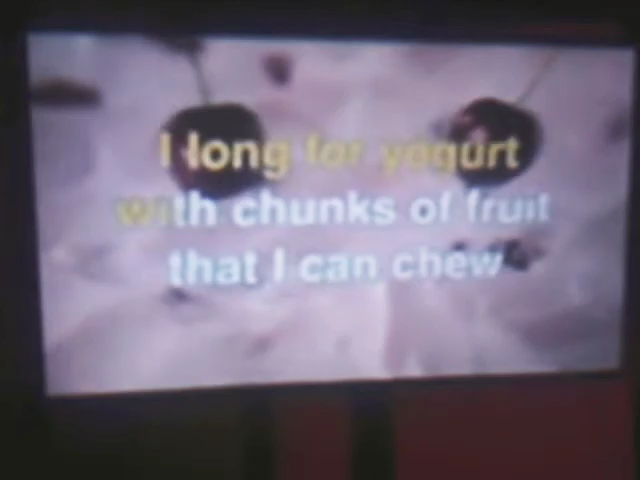 I long for yogurt
with chunks of fruit
that I can chew